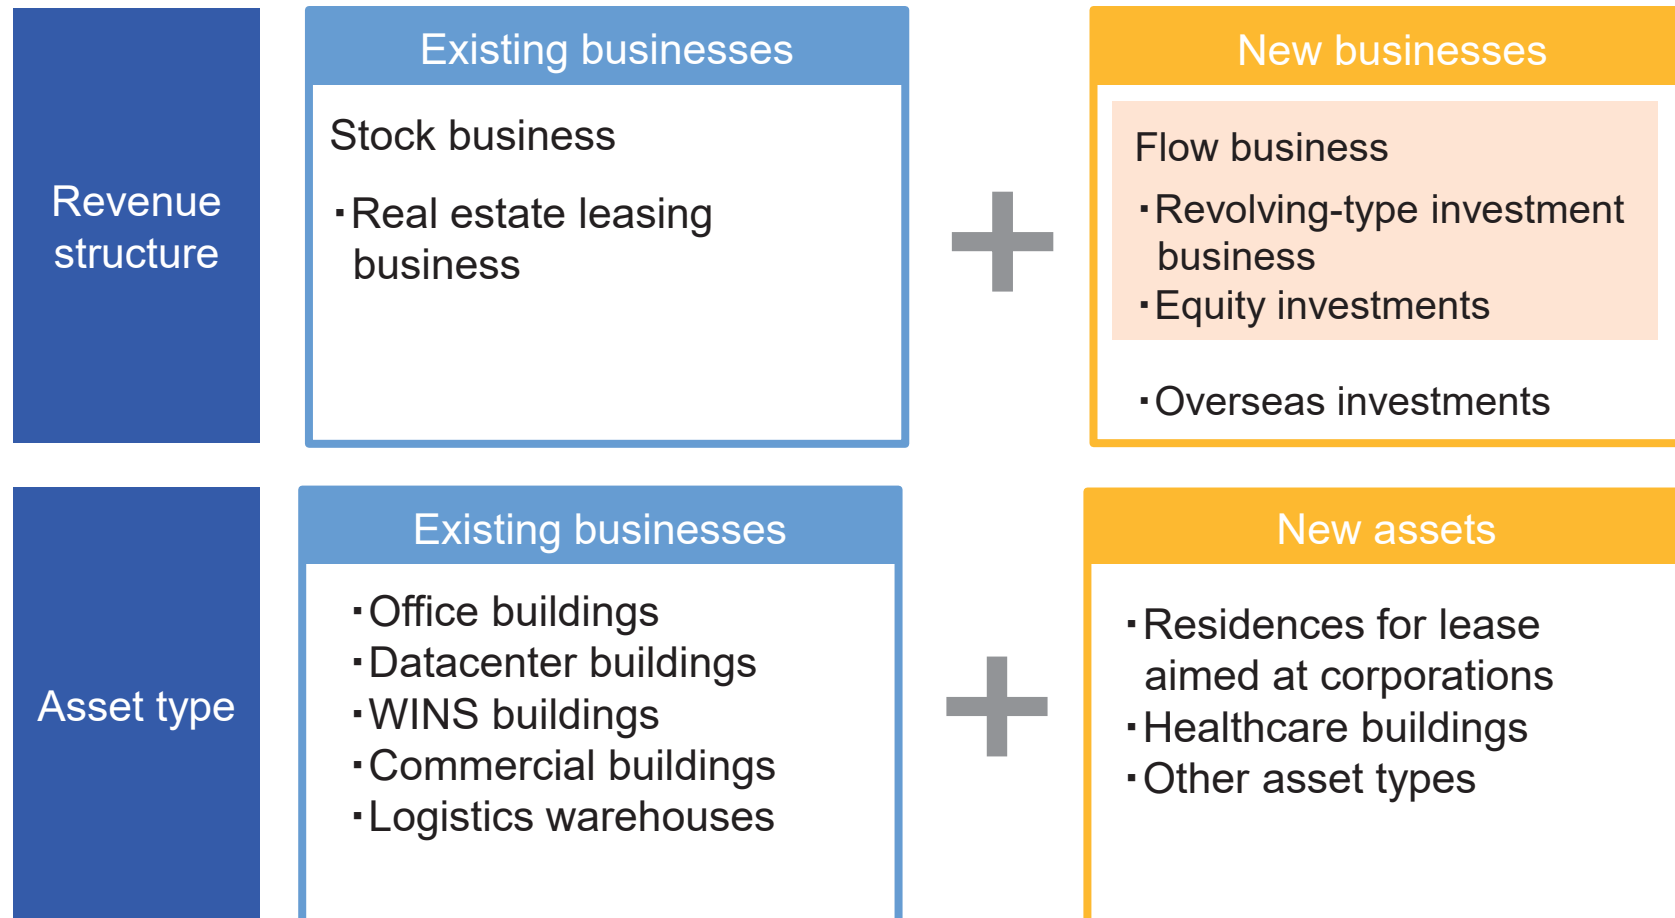 Revenue
structure
Existing businesses
Stock business
▪Real estate leasing
business
New businesses
Flow business
▪Revolving-type investment
business
▪Equity investments
▪Overseas investments
Asset type
Existing businesses
▪Office buildings
▪Datacenter buildings
▪WINS buildings
▪Commercial buildings
▪Logistics warehouses
New assets
▪Residences for lease
aimed at corporations
▪Healthcare buildings
▪Other asset types